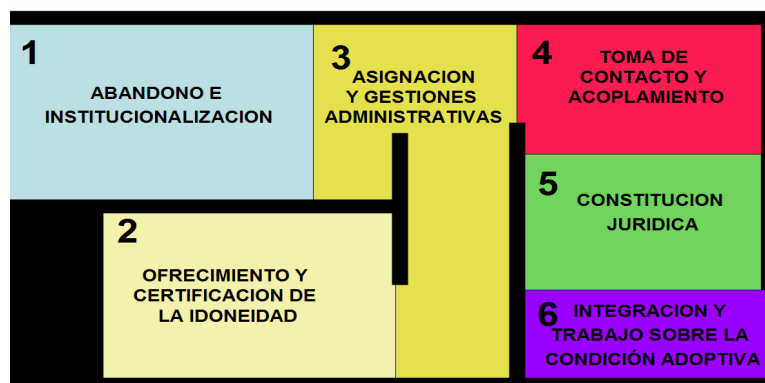 1
ABANDONO E
INSTITUCIONALIZACION
2
OFRECIMIENTO Y
CERTIFICACION DE
LA IDONEIDAD
3
ASIGNACION
Y GESTIONES
ADMINISTRATIVAS
4
TOMA DE
CONTACTO Y
ACOPLAMIENTO
5
CONSTITUCION
JURIDICA
6
INTEGRACION Y
TRABAJO SOBRE LA
CONDICIÓN ADOPTIVA